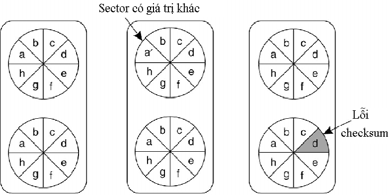 Sector có giá trị khác
b c
a d
h e
g f
b c
a' d
h e
g f
b c
a d
h e
g f
b c
a d
h e
g f
b c
a d
h e
g f
b c
a d
h e
g f
Lỗi
checksum